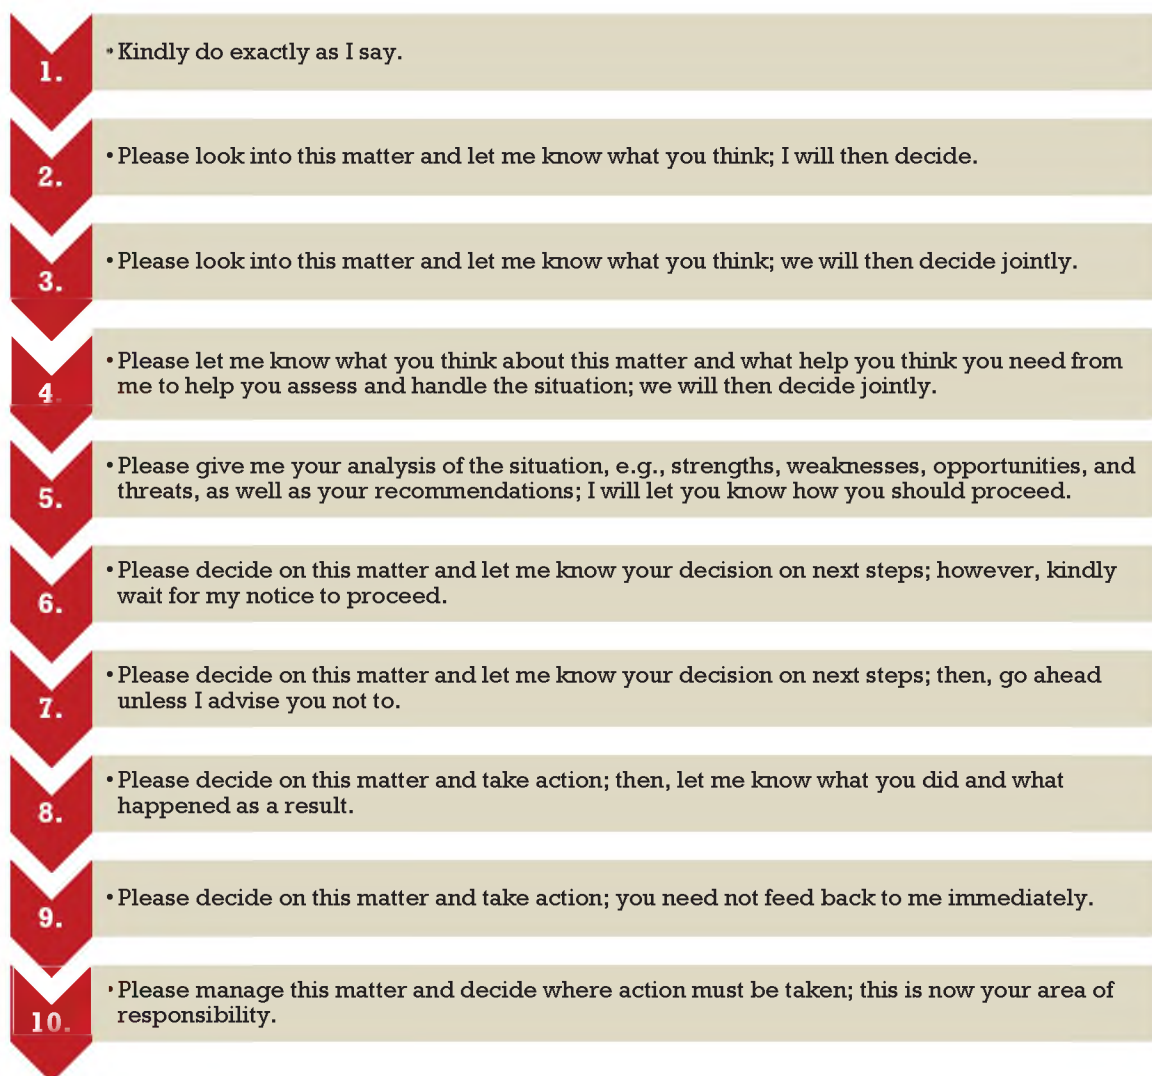 1.
• Kindly do exactly as I say.
2.
• Please look into this matter and let me know what you think; I will then decide.
3.
• Please look into this matter and let me know what you think; we will then decide jointly.
4.
• Please let me know what you think about this matter and what help you think you need from
me to help you assess and handle the situation; we will then decide jointly.
5.
• Please give me your analysis of the situation, e.g., strengths, weaknesses, opportunities, and
threats, as well as your recommendations; I will let you know how you should proceed.
6.
• Please decide on this matter and let me know your decision on next steps; however, kindly
wait for my notice to proceed.
7.
• Please decide on this matter and let me know your decision on next steps; then, go ahead
unless I advise you not to.
8.
• Please decide on this matter and take action; then, let me know what you did and what
happened as a result.
9.
• Please decide on this matter and take action; you need not feed back to me immediately.
10.
• Please manage this matter and decide where action must be taken; this is now your area of
responsibility.